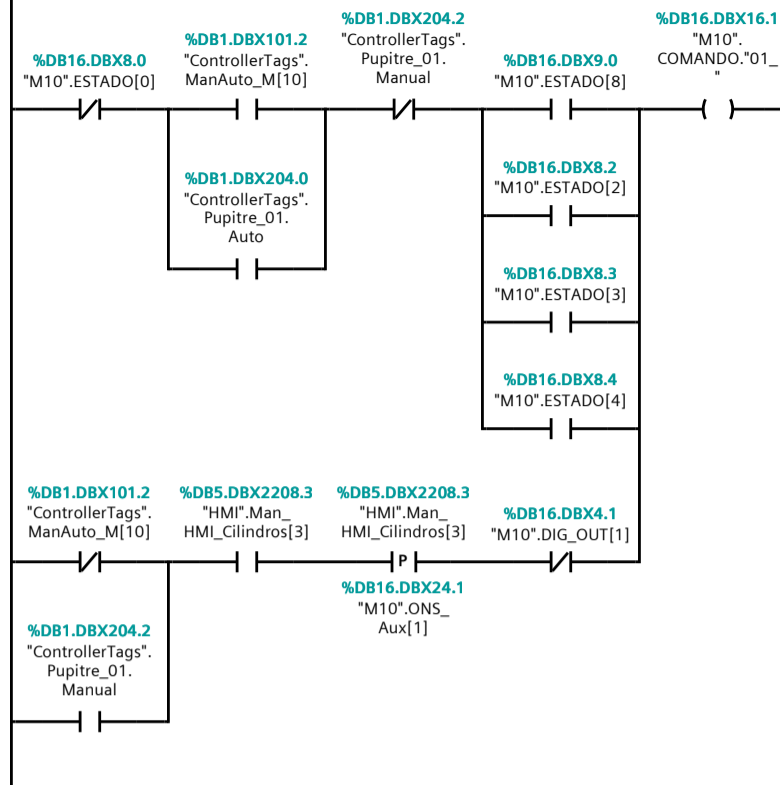 %DB16.DBX8.0
"M10".ESTADO[0]
%DB1.DBX101.2
"ControllerTags".
ManAuto_M[10]
%DB1.DBX204.2
"ControllerTags".
Pupitre_01.
Manual
%DB16.DBX9.0
"M10".ESTADO[8]
%DB16.DBX16.1
"M10".
COMANDO."01_
"
%DB1.DBX204.0
"ControllerTags".
Pupitre_01.
Auto
%DB16.DBX8.2
"M10".ESTADO[2]
%DB16.DBX8.3
"M10".ESTADO[3]
%DB16.DBX8.4
"M10".ESTADO[4]
%DB1.DBX101.2
"ControllerTags".
ManAuto_M[10]
%DB5.DBX2208.3
"HMI".Man_
HMI_Cilindros[3]
%DB5.DBX2208.3
"HMI".Man_
HMI_Cilindros[3]
P
%DB16.DBX24.1
"M10".ONS_
Aux[1]
%DB16.DBX4.1
"M10".DIG_OUT[1]
%DB1.DBX204.2
"ControllerTags".
Pupitre_01.
Manual